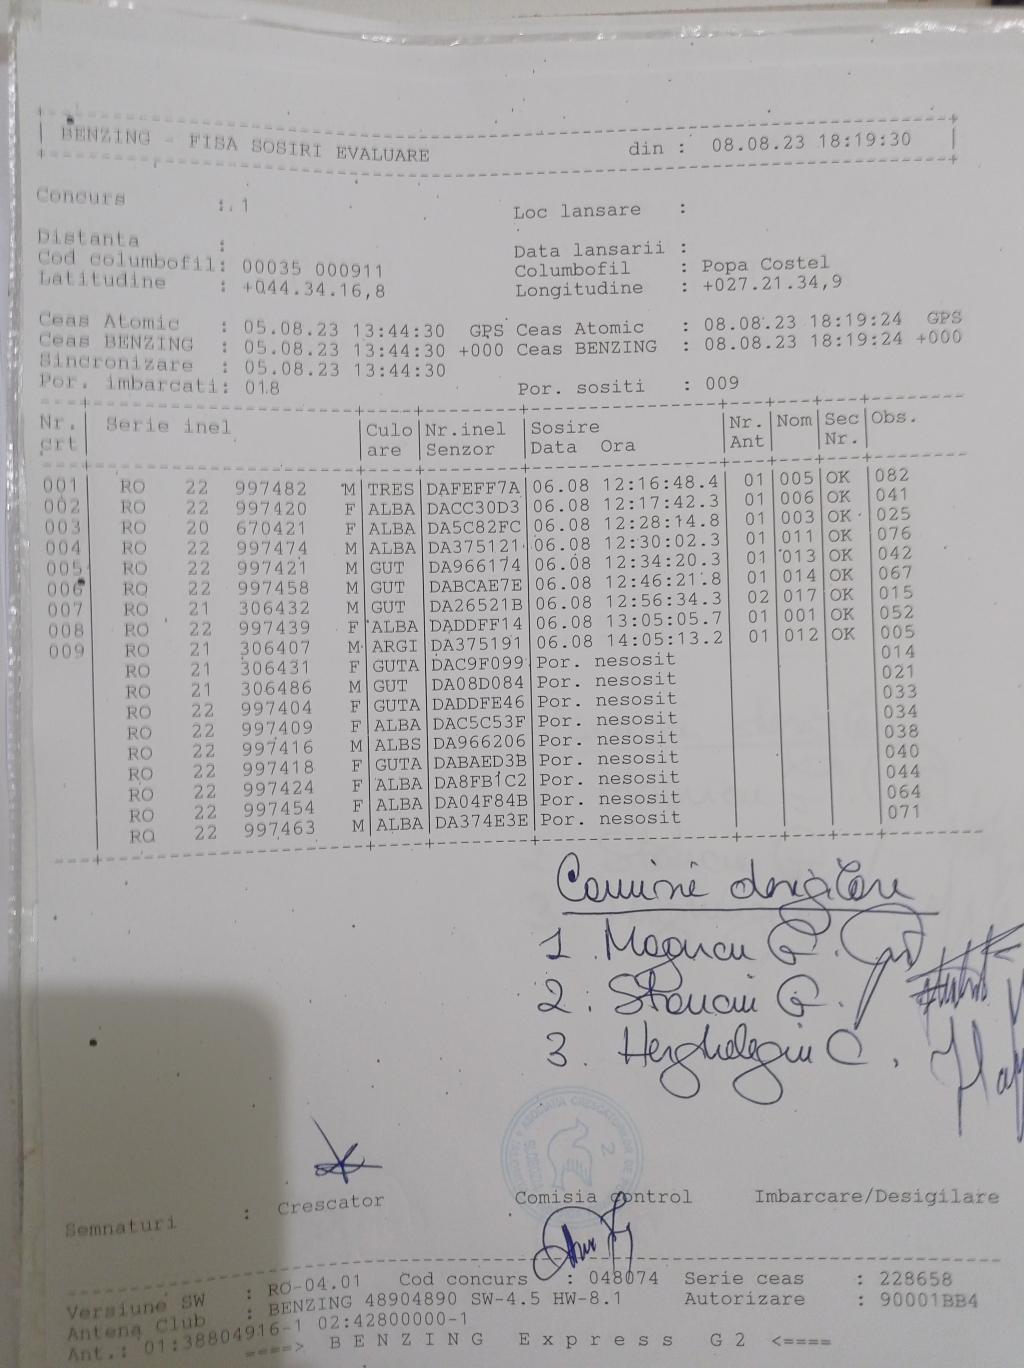 BENZING - FISA SOSIRI EVALUARE din : 08.08.23 18:19:30
Concurs : 1 Loc lansare :
Distanta : Data lansarii :
Cod columbofil: 00035 000911 Columbofil : Popa Costel
Latitudine : +044.34.16,8 Longitudine : +027.21.34,9
Ceas Atomic : 05.08.23 13:44:30 GPS Ceas Atomic : 08.08.23 18:19:24 GPS
Ceas BENZING : 05.08.23 13:44:30 +000 Ceas BENZING : 08.08.23 18:19:24 +000
Sincronizare : 05.08.23 13:44:30
Por. imbarcati: 018 Por. sositi : 009
Nr. Serie inel Culo Nr.inel Sosire Nr. Nom Sec Obs.
crt are Senzor Data Ora Ant Nr.
001 RO 22 997482 M TRES DAFEFF7A 06.08 12:16:48.4 01 005 OK 082
002 RO 22 997420 F ALBA DACC30D3 06.08 12:17:42.3 01 006 OK 041
003 RO 20 670421 F ALBA DA5C82FC 06.08 12:28:14.8 01 003 OK 025
004 RO 22 997474 M ALBA DA375121 06.08 12:30:02.3 01 011 OK 076
005 RO 22 997421 M GUT DA966174 06.08 12:34:20.3 01 013 OK 042
006 RO 22 997458 M GUT DABCAE7E 06.08 12:46:21.8 01 014 OK 067
007 RO 21 306432 M GUT DA26521B 06.08 12:56:34.3 02 017 OK 015
008 RO 22 997439 F ALBA DADDFF14 06.08 13:05:05.7 01 001 OK 052
009 RO 21 306407 M ARGI DA375191 06.08 14:05:13.2 01 012 OK 005
RO 21 306431 F GUTA DAC9F099 Por. nesosit 014
RO 21 306486 M GUT DA08D084 Por. nesosit 021
RO 22 997404 F GUTA DADDFE46 Por. nesosit 033
RO 22 997409 F ALBA DAC5C53F Por. nesosit 034
RO 22 997416 M ALBS DA966206 Por. nesosit 038
RO 22 997418 F GUTA DABAED3B Por. nesosit 040
RO 22 997424 F ALBA DA8FB1C2 Por. nesosit 044
RO 22 997454 F ALBA DA04F84B Por. nesosit 064
RO 22 997463 M ALBA DA374E3E Por. nesosit 071
1.
2. G.
3. Herghelegiu C.
Semnaturi : Crescator Comisia control Imbarcare/Desigilare
Versiune SW : RO-04.01 Cod concurs : 048074 Serie ceas : 228658
Antena Club : BENZING 48904890 SW-4.5 HW-8.1 Autorizare : 90001BB4
Ant.: 01:38804916-1 02:42800000-1
====> BENZING Express G2 <====